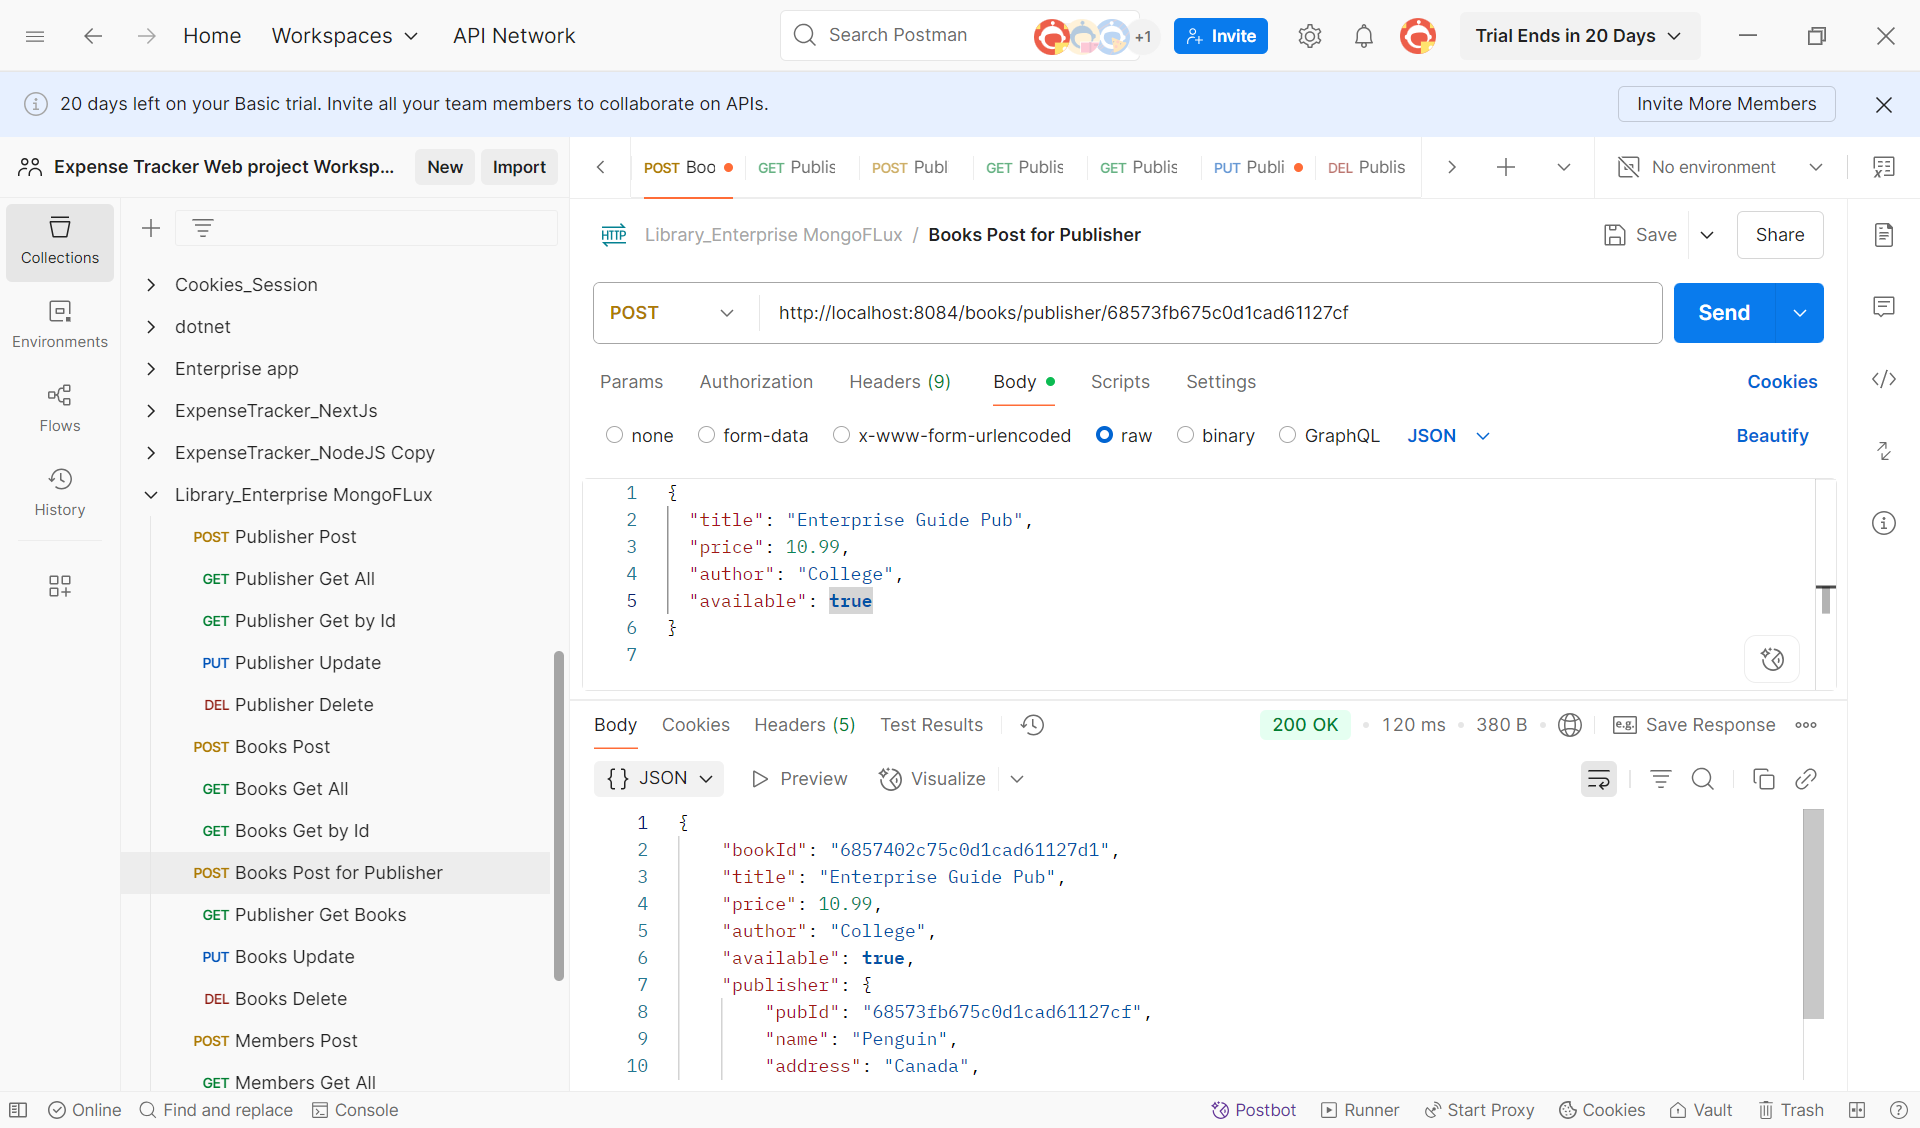 Home Workspaces API Network Search Postman +1 Invite Trial Ends in 20 Days
20 days left on your Basic trial. Invite all your team members to collaborate on APIs. Invite More Members
Expense Tracker Web project Worksp... New Import
POST Boo GET Publis POST Publ GET Publis GET Publis PUT Publi DEL Publis No environment
Collections
Environments
Flows
History
Cookies_Session
dotnet
Enterprise app
ExpenseTracker_NextJs
ExpenseTracker_NodeJS Copy
Library_Enterprise MongoFLux
POST Publisher Post
GET Publisher Get All
GET Publisher Get by Id
PUT Publisher Update
DEL Publisher Delete
POST Books Post
GET Books Get All
GET Books Get by Id
POST Books Post for Publisher
GET Publisher Get Books
PUT Books Update
DEL Books Delete
POST Members Post
GET Members Get All
HTTP Library_Enterprise MongoFLux / Books Post for Publisher Save Share
POST http://localhost:8084/books/publisher/68573fb675c0d1cad61127cf Send
Params Authorization Headers (9) Body Scripts Settings Cookies
none form-data x-www-form-urlencoded raw binary GraphQL JSON Beautify
1 {
2 "title": "Enterprise Guide Pub",
3 "price": 10.99,
4 "author": "College",
5 "available": true
6 }
7
Body Cookies Headers (5) Test Results 200 OK 120 ms 380 B e.g. Save Response
{} JSON Preview Visualize
1 {
2 "bookId": "6857402c75c0d1cad61127d1",
3 "title": "Enterprise Guide Pub",
4 "price": 10.99,
5 "author": "College",
6 "available": true,
7 "publisher": {
8 "pubId": "68573fb675c0d1cad61127cf",
9 "name": "Penguin",
10 "address": "Canada",
Online Find and replace Console Postbot Runner Start Proxy Cookies Vault Trash